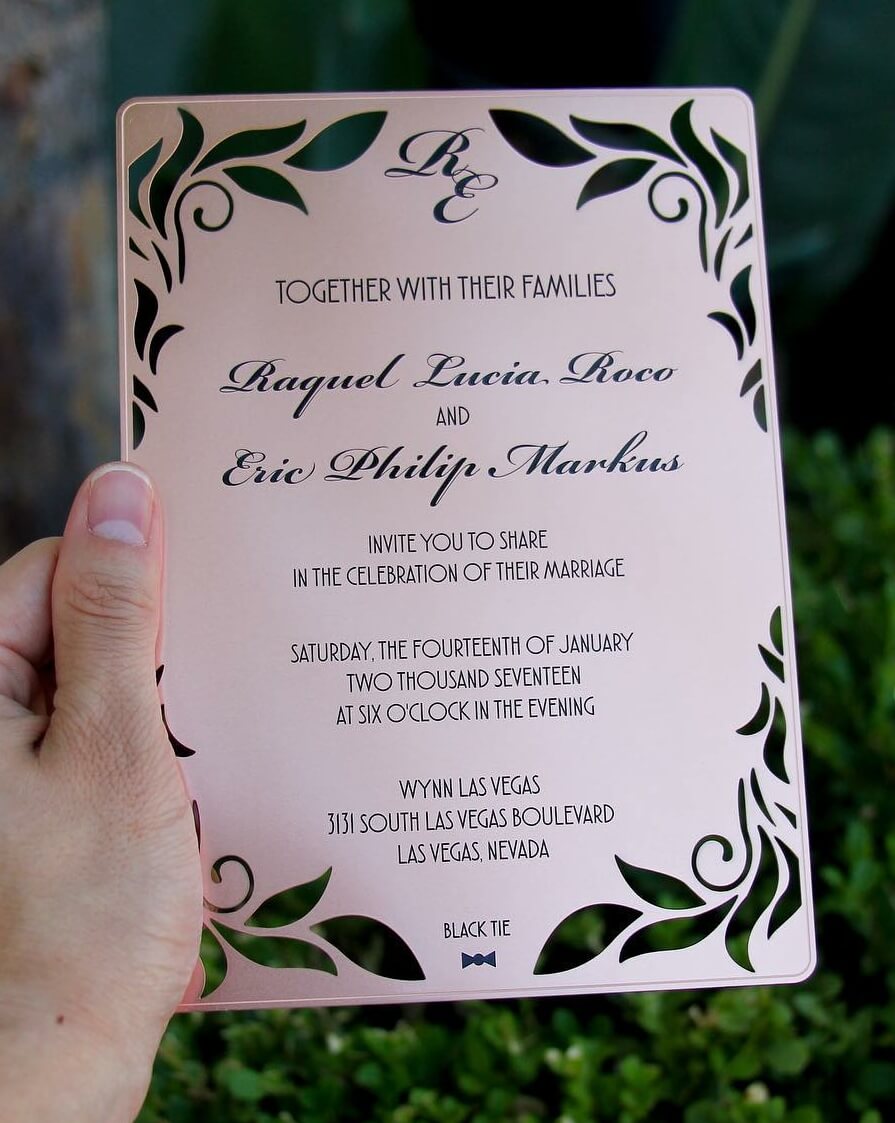 R
E
TOGETHER WITH THEIR FAMILIES
Raquel Lucia Roco
AND
Eric Philip Markus
INVITE YOU TO SHARE
IN THE CELEBRATION OF THEIR MARRIAGE
SATURDAY, THE FOURTEENTH OF JANUARY
TWO THOUSAND SEVENTEEN
AT SIX O'CLOCK IN THE EVENING
WYNN LAS VEGAS
3131 SOUTH LAS VEGAS BOULEVARD
LAS VEGAS, NEVADA
BLACK TIE